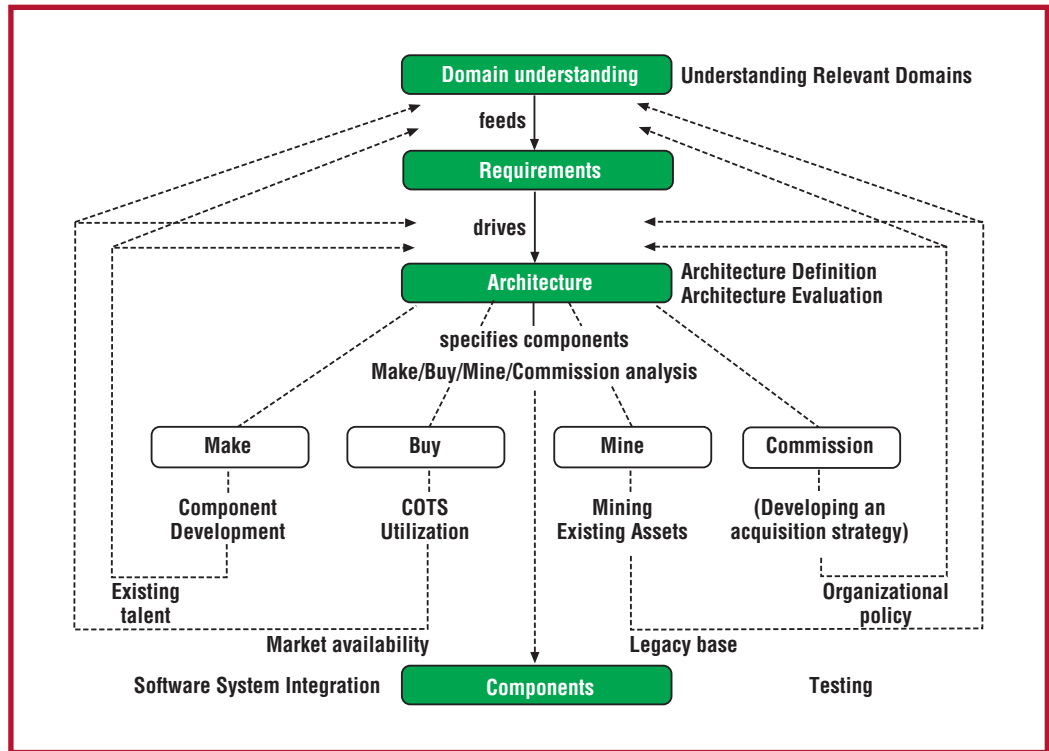 Domain understanding
Understanding Relevant Domains
feeds
Requirements
drives
Architecture
Architecture Definition
Architecture Evaluation
specifies components
Make/Buy/Mine/Commission analysis
Make
Buy
Mine
Commission
Component
Development
COTS
Utilization
Mining
Existing Assets
(Developing an
acquisition strategy)
Existing
talent
Organizational
policy
Market availability
Legacy base
Software System Integration
Components
Testing